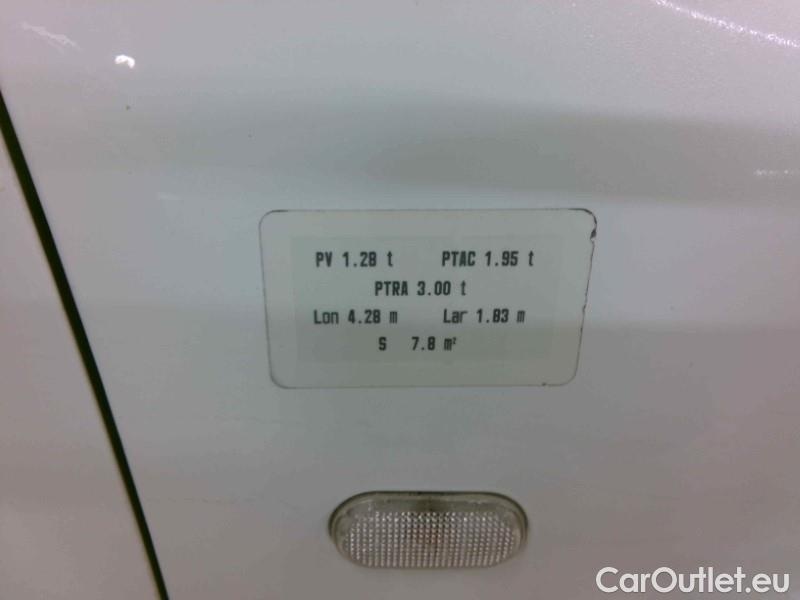 PV 1.28 t PTAC 1.95 t
PTRA 3.00 t
Lon 4.28 m Lar 1.83 m
S 7.8 m²
CarOutlet.eu